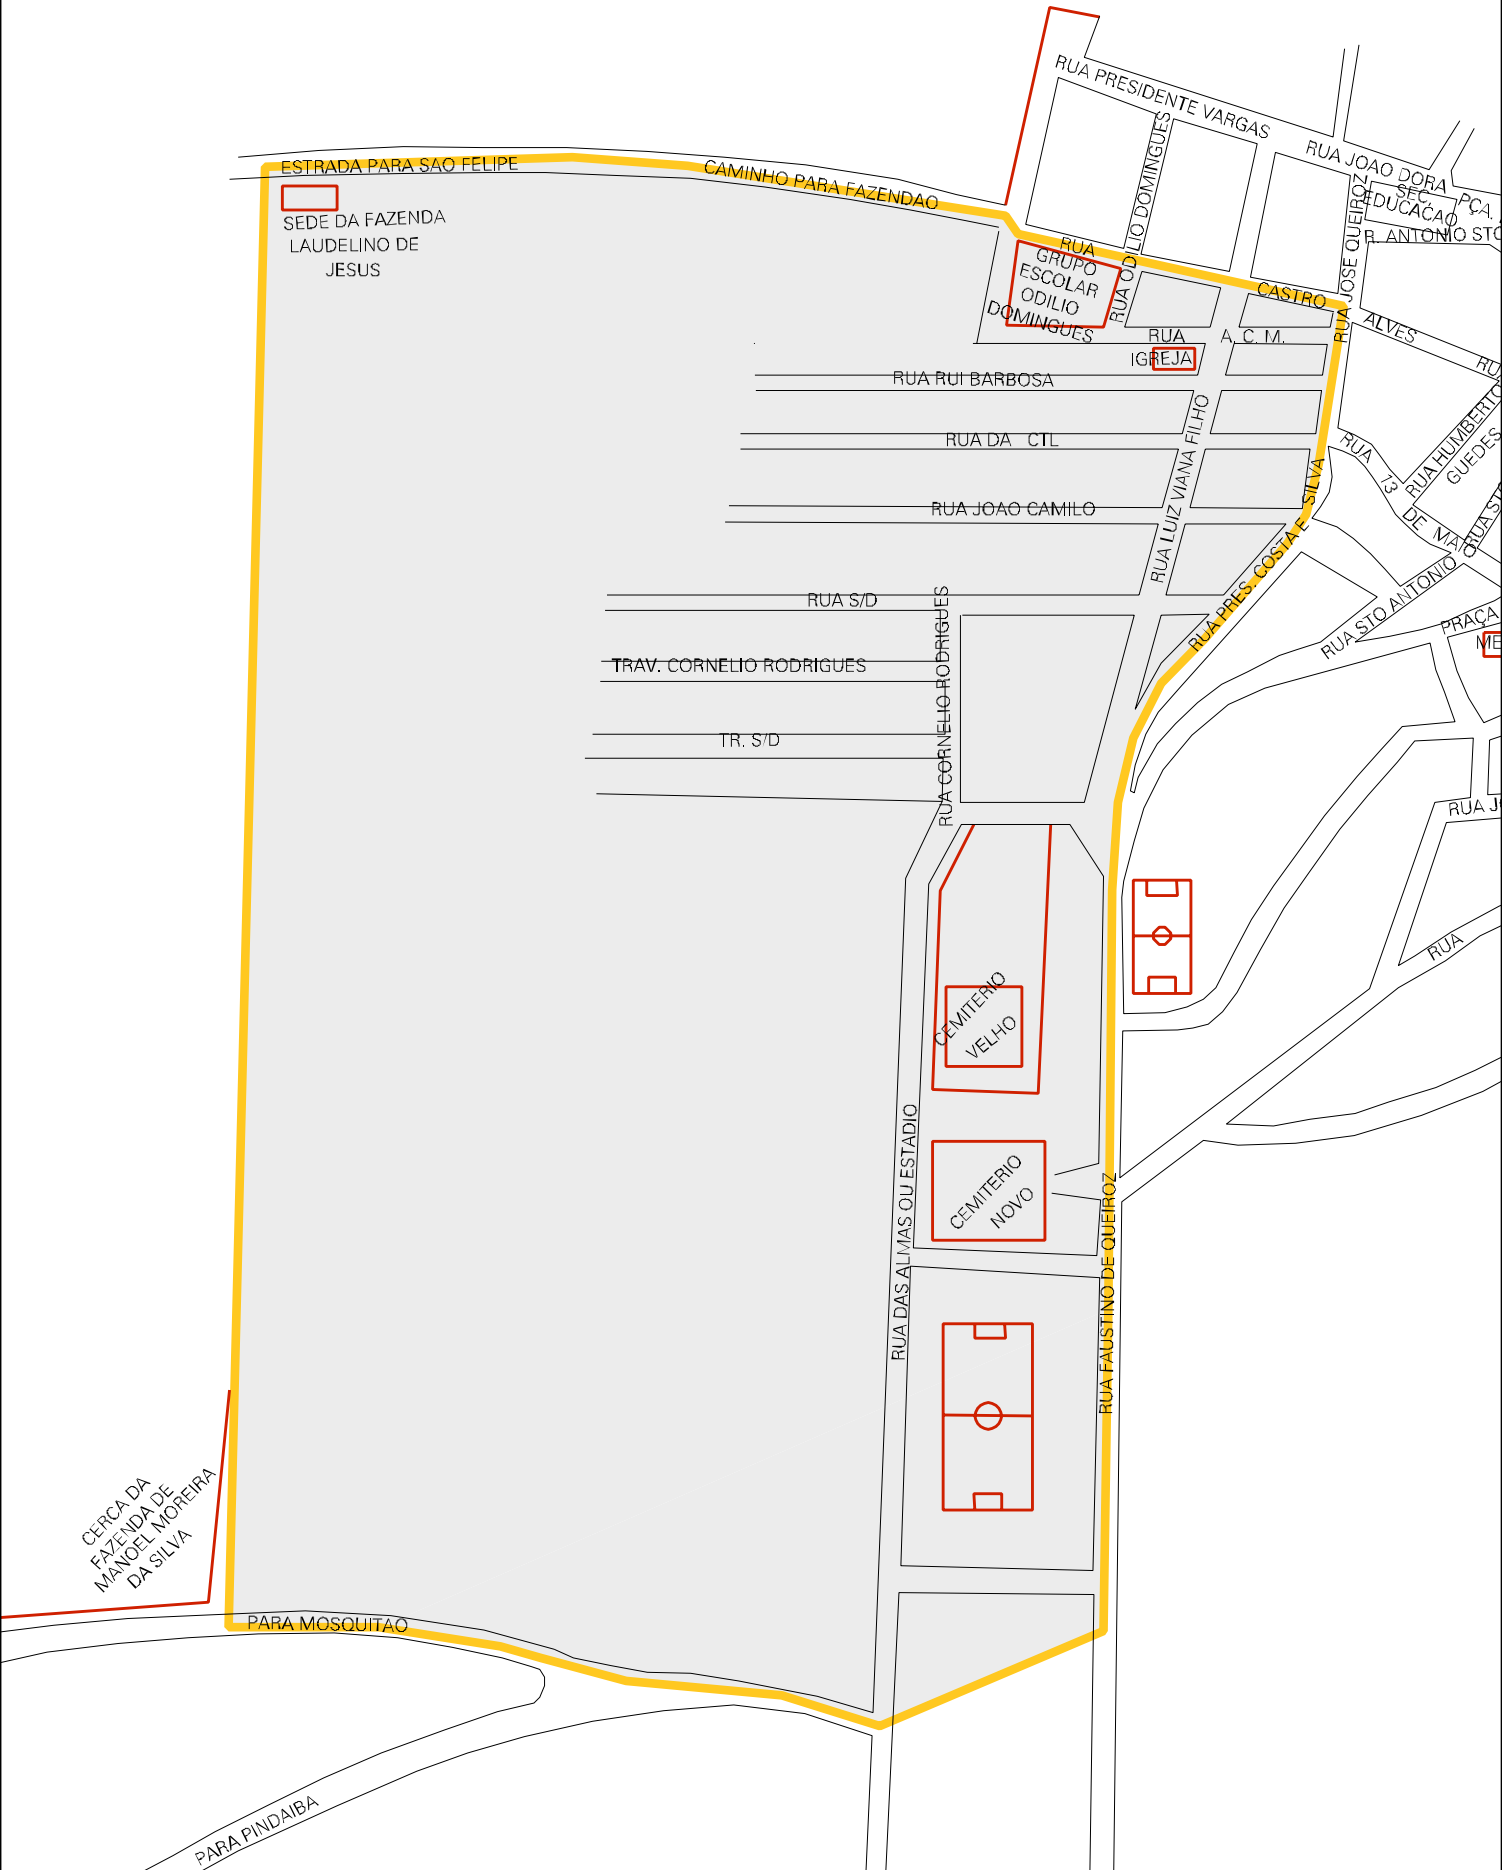 RUA PRESIDENTE VARGAS
RUA JOAO DORA
ESTRADA PARA SAO FELIPE
CAMINHO PARA FAZENDAO
RUA ODILIO DOMINGUES
RUA JOSE QUEIROZ
SEC.
EDUCACAO
PÇA.
R. ANTONIO STO
SEDE DA FAZENDA
LAUDELINO DE
JESUS
RUA
CASTRO
ALVES
GRUPO
ESCOLAR
ODILIO
DOMINGUES
RUA A. C. M.
IGREJA
RUA RUI BARBOSA
RUA DA CTL
RUA JOAO CAMILO
RUA LUIZ VIANA FILHO
RUA 13 DE MAIO
RUA HUMBERTO
GUEDES
RUA STO
RU
RUA PRES. COSTA E SILVA
RUA STO ANTONIO
PRAÇA
ME
RUA S/D
TRAV. CORNELIO RODRIGUES
TR. S/D
RUA CORNELIO RODRIGUES
RUA J
RUA
CEMITERIO
VELHO
CEMITERIO
NOVO
RUA DAS ALMAS OU ESTADIO
RUA FAUSTINO DE QUEIROZ
CERCA DA
FAZENDA DE
MANOEL MOREIRA
DA SILVA
PARA MOSQUITAO
PARA PINDAIBA